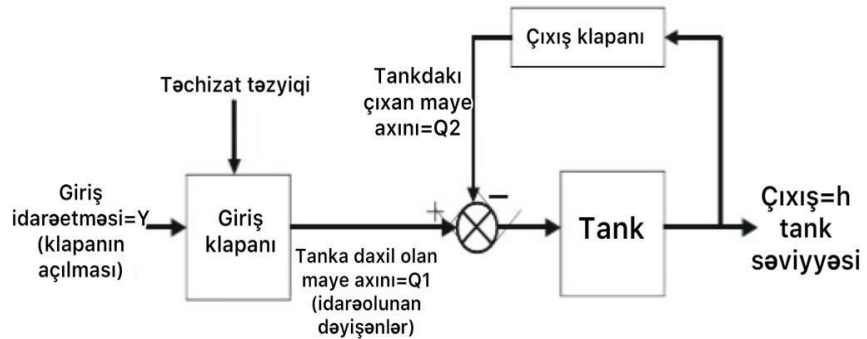 Çıxış klapanı
Təchizat təzyiqi
Tankdakı
çıxan maye
axını=Q2
Giriş
idarəetməsi=Y
(klapanın
açılması)
Giriş
klapanı
+
−
Tank
Çıxış=h
tank
səviyyəsi
Tanka daxil olan
maye axını=Q1
(idarəolunan
dəyişənlər)